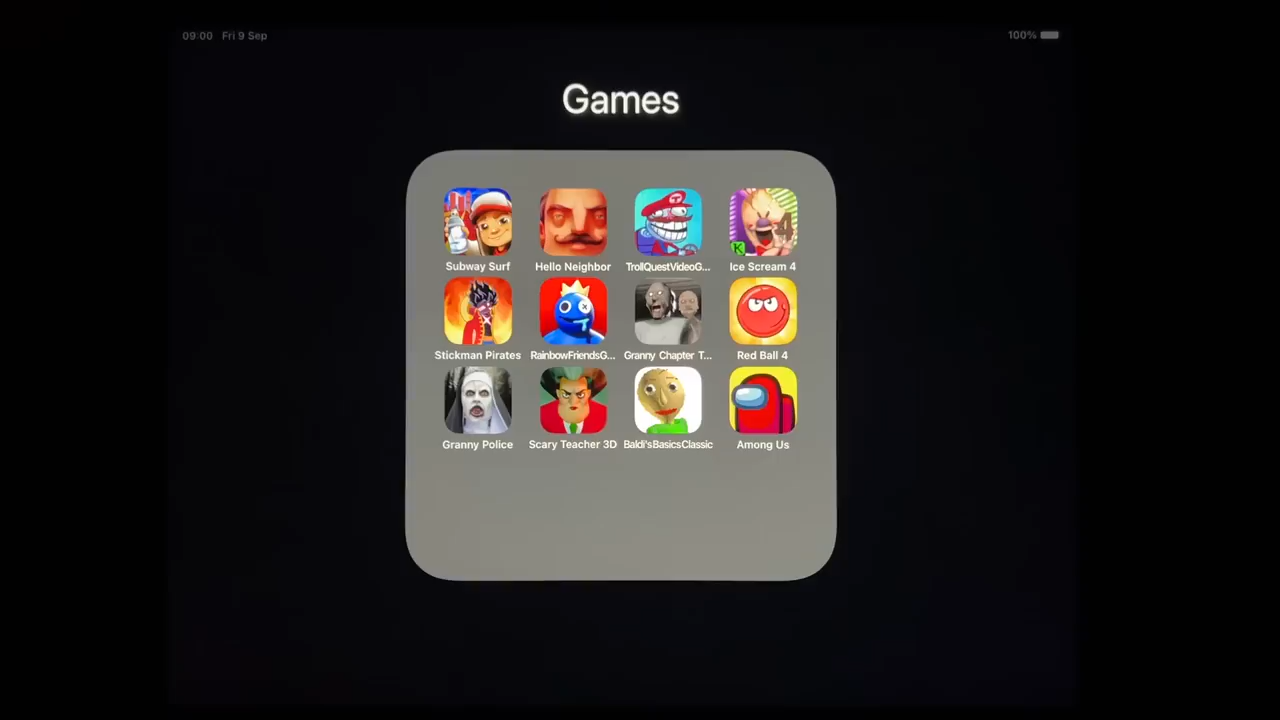 09:00 Fri 9 Sep
100%
Games
Subway Surf
Hello Neighbor
TrollQuestVideoG...
Ice Scream 4
Stickman Pirates
RainbowFriendsG...
Granny Chapter T...
Red Ball 4
Granny Police
Scary Teacher 3D
Baldi'sBasicsClassic
Among Us